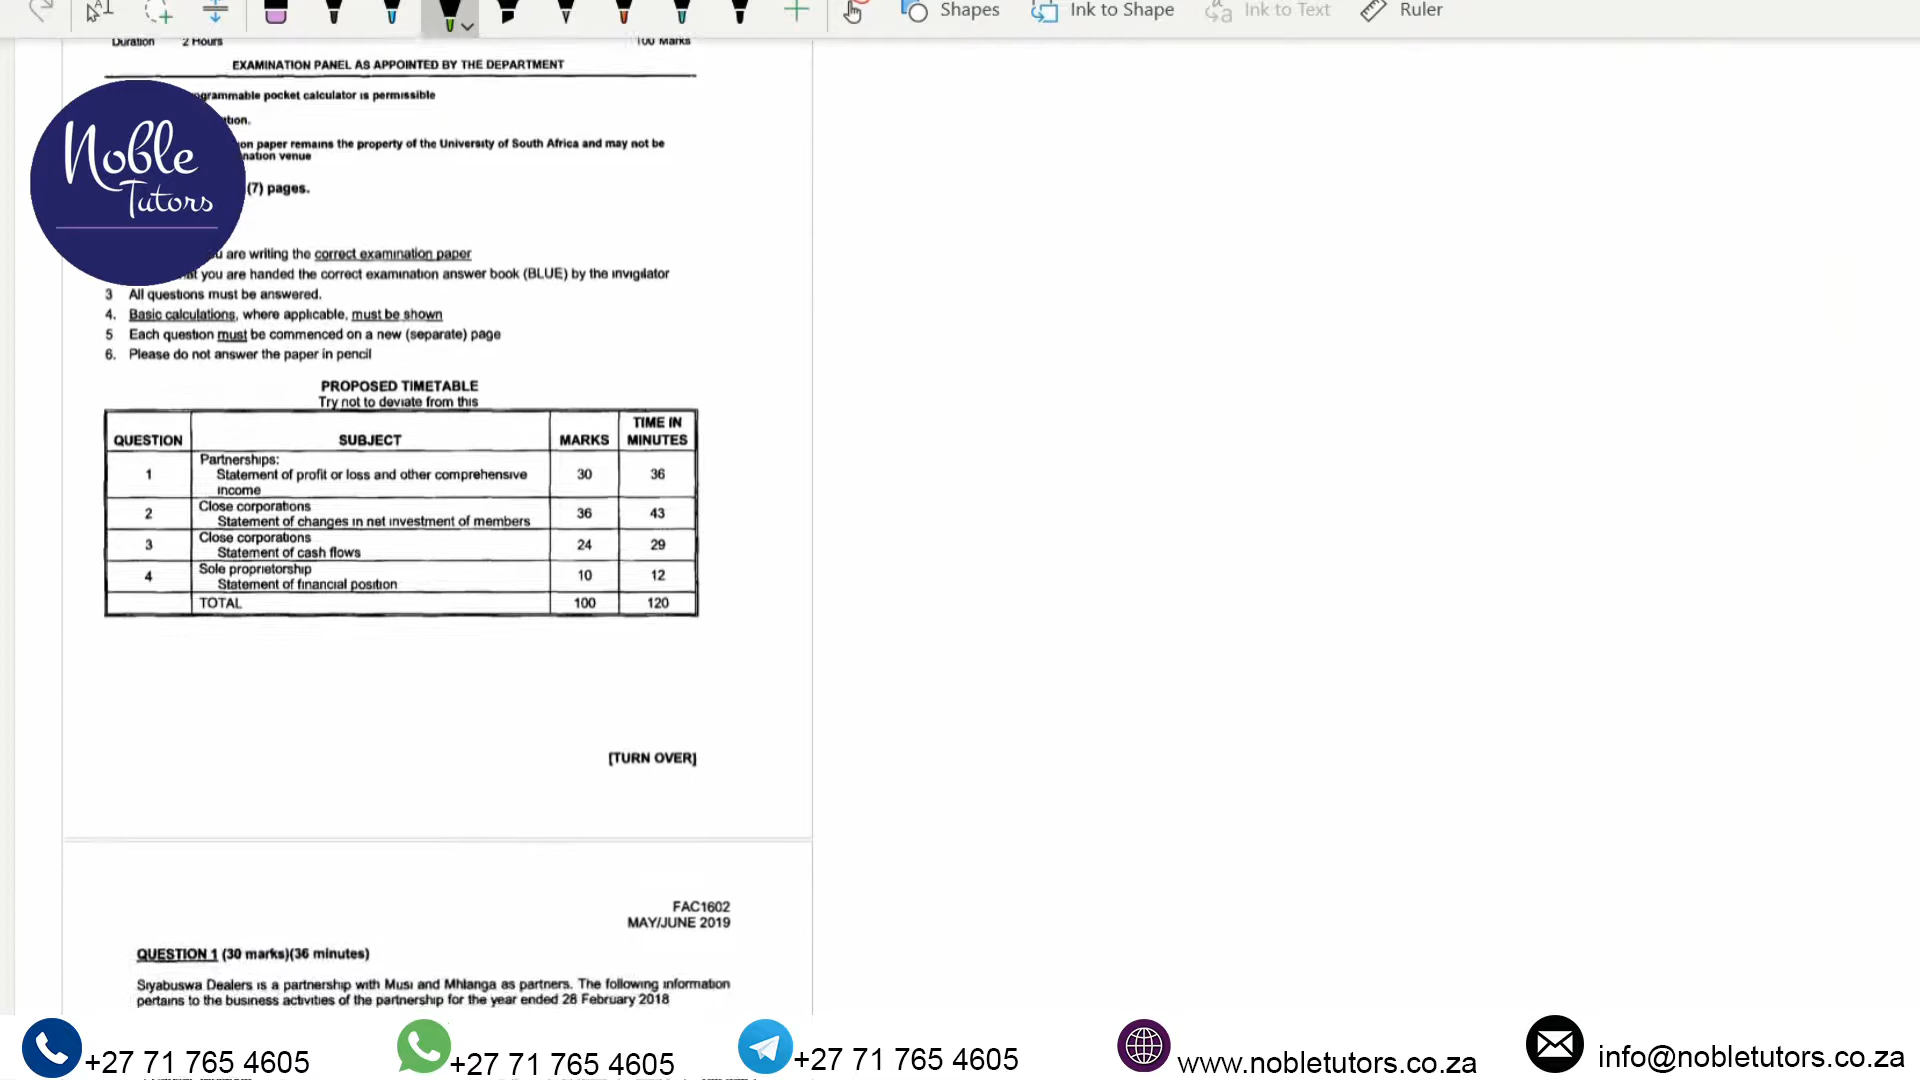 Shapes Ink to Shape Ink to Text Ruler
Duration 2 Hours 100 Marks
EXAMINATION PANEL AS APPOINTED BY THE DEPARTMENT
grammable pocket calculator is permissible
tion.
on paper remains the property of the University of South Africa and may not be
nation venue
(7) pages.
Noble
Tutors
u are writing the correct examination paper
t you are handed the correct examination answer book (BLUE) by the invigilator
3 All questions must be answered.
4. Basic calculations, where applicable, must be shown
5 Each question must be commenced on a new (separate) page
6. Please do not answer the paper in pencil
PROPOSED TIMETABLE
Try not to deviate from this
QUESTION SUBJECT MARKS TIME IN MINUTES
1 Partnerships: 30 36
Statement of profit or loss and other comprehensive
income
2 Close corporations 36 43
Statement of changes in net investment of members
3 Close corporations 24 29
Statement of cash flows
4 Sole proprietorship 10 12
Statement of financial position
TOTAL 100 120
[TURN OVER]
FAC1602
MAY/JUNE 2019
QUESTION 1 (30 marks)(36 minutes)
Siyabuswa Dealers is a partnership with Musi and Mhlanga as partners. The following information
pertains to the business activities of the partnership for the year ended 28 February 2018
+27 71 765 4605 +27 71 765 4605 +27 71 765 4605 www.nobletutors.co.za info@nobletutors.co.za